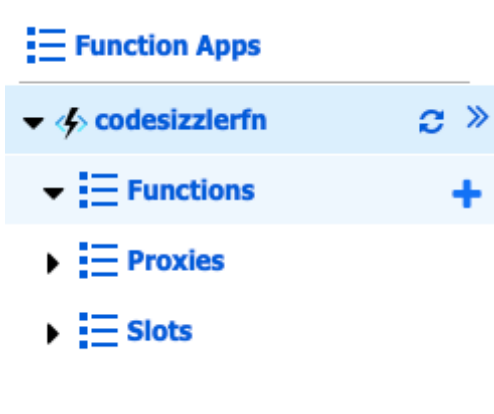 Function Apps
codesizzlerfn
Functions
Proxies
Slots